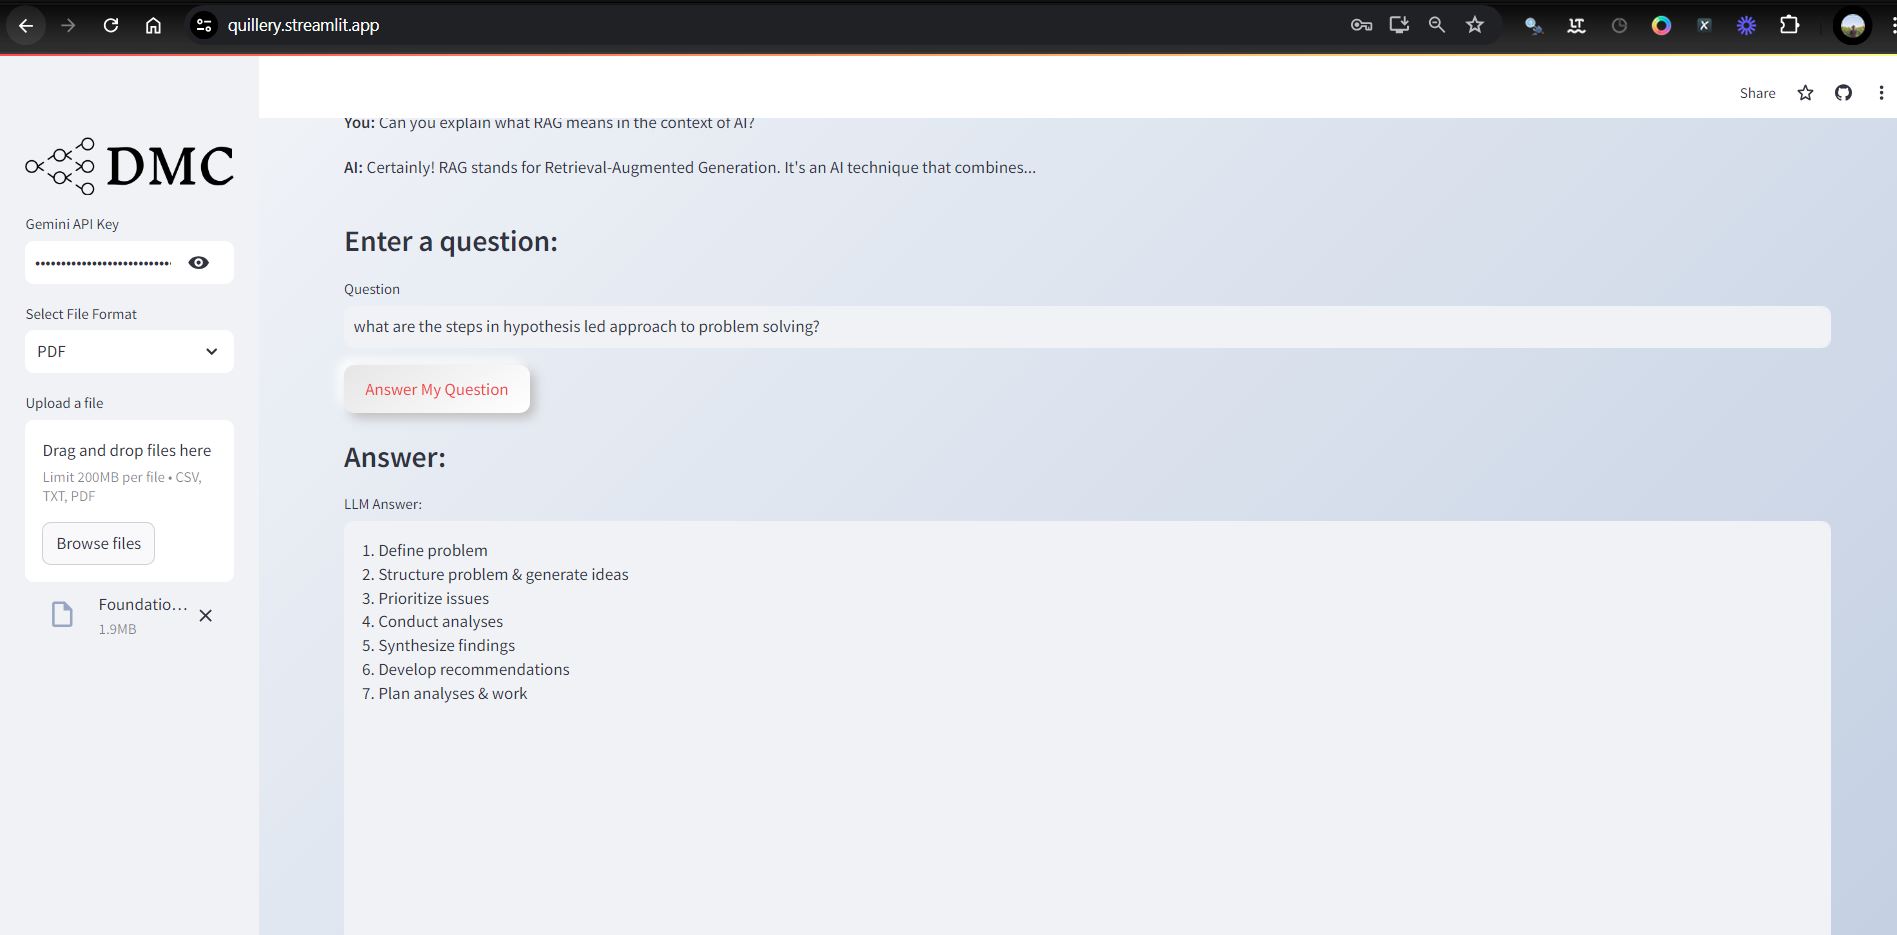 quillery.streamlit.app
Share
DMC
Gemini API Key
Select File Format
PDF
Upload a file
Drag and drop files here
Limit 200MB per file • CSV,
TXT, PDF
Browse files
Foundatio...
1.9MB
You: Can you explain what RAG means in the context of AI?
AI: Certainly! RAG stands for Retrieval-Augmented Generation. It's an AI technique that combines...
Enter a question:
Question
what are the steps in hypothesis led approach to problem solving?
Answer My Question
Answer:
LLM Answer:
1. Define problem
2. Structure problem & generate ideas
3. Prioritize issues
4. Conduct analyses
5. Synthesize findings
6. Develop recommendations
7. Plan analyses & work